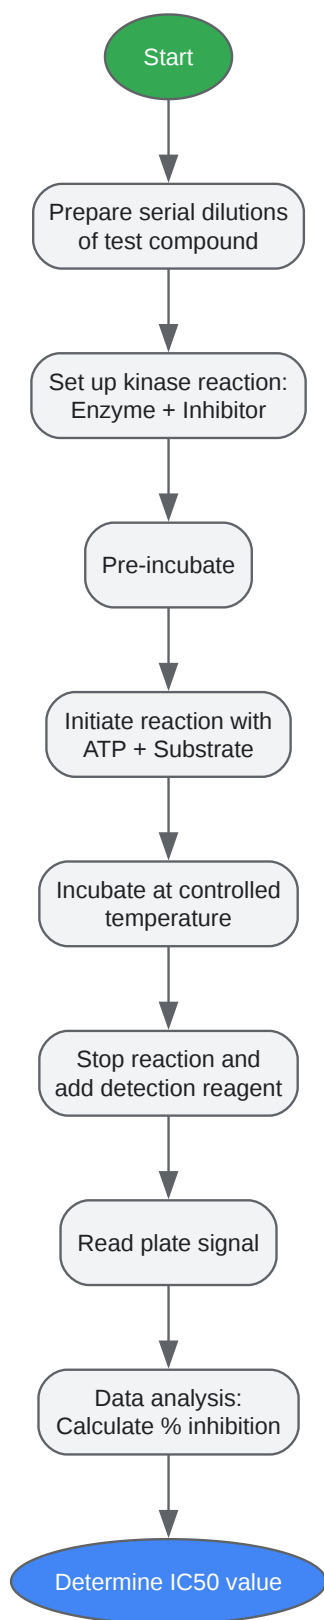 Start
Prepare serial dilutions
of test compound
Set up kinase reaction:
Enzyme + Inhibitor
Pre-incubate
Initiate reaction with
ATP + Substrate
Incubate at controlled
temperature
Stop reaction and
add detection reagent
Read plate signal
Data analysis:
Calculate % inhibition
Determine IC50 value